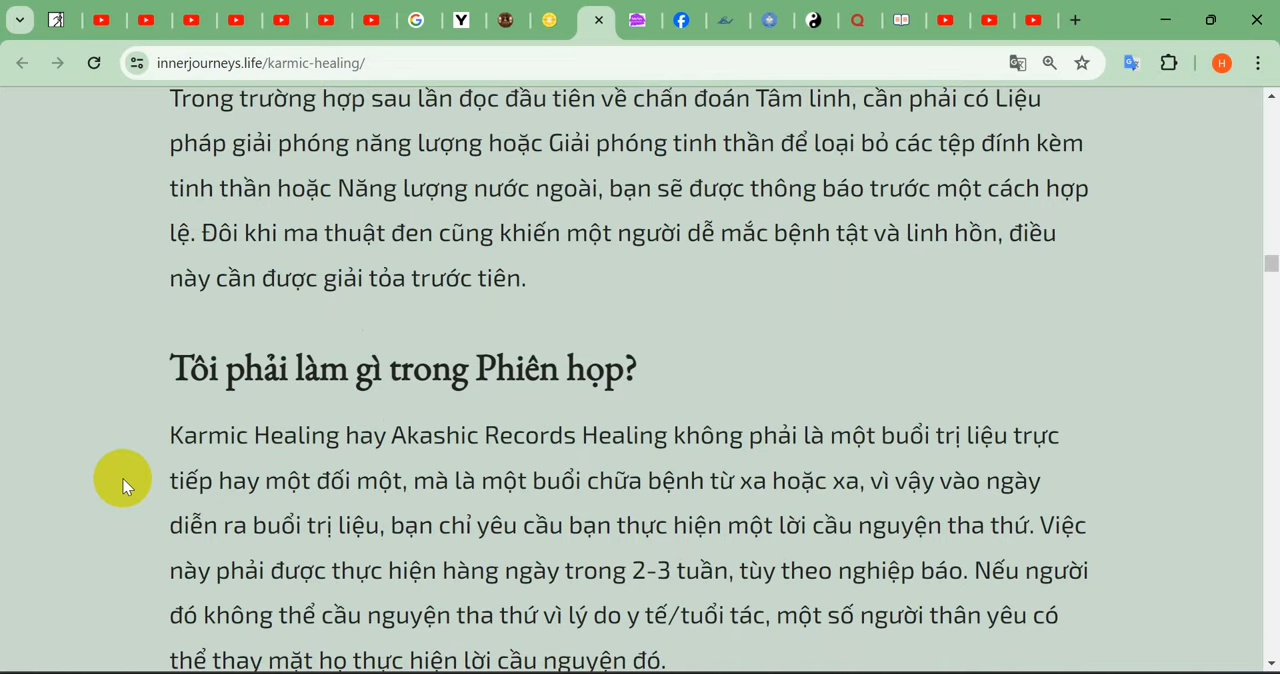 innerjourneys.life/karmic-healing/
H
Trong trường hợp sau lần đọc đầu tiên về chấn đoán Tâm linh, cần phải có Liệu
pháp giải phóng năng lượng hoặc Giải phóng tinh thần để loại bỏ các tệp đính kèm
tinh thần hoặc Năng lượng nước ngoài, bạn sẽ được thông báo trước một cách hợp
lệ. Đôi khi ma thuật đen cũng khiến một người dễ mắc bệnh tật và linh hồn, điều
này cần được giải tỏa trước tiên.
Tôi phải làm gì trong Phiên họp?
Karmic Healing hay Akashic Records Healing không phải là một buổi trị liệu trực
tiếp hay một đối một, mà là một buổi chữa bệnh từ xa hoặc xa, vì vậy vào ngày
diễn ra buổi trị liệu, bạn chỉ yêu cầu bạn thực hiện một lời cầu nguyện tha thứ. Việc
này phải được thực hiện hàng ngày trong 2-3 tuần, tùy theo nghiệp báo. Nếu người
đó không thể cầu nguyện tha thứ vì lý do y tế/tuổi tác, một số người thân yêu có
thể thay mặt họ thực hiện lời cầu nguyện đó.